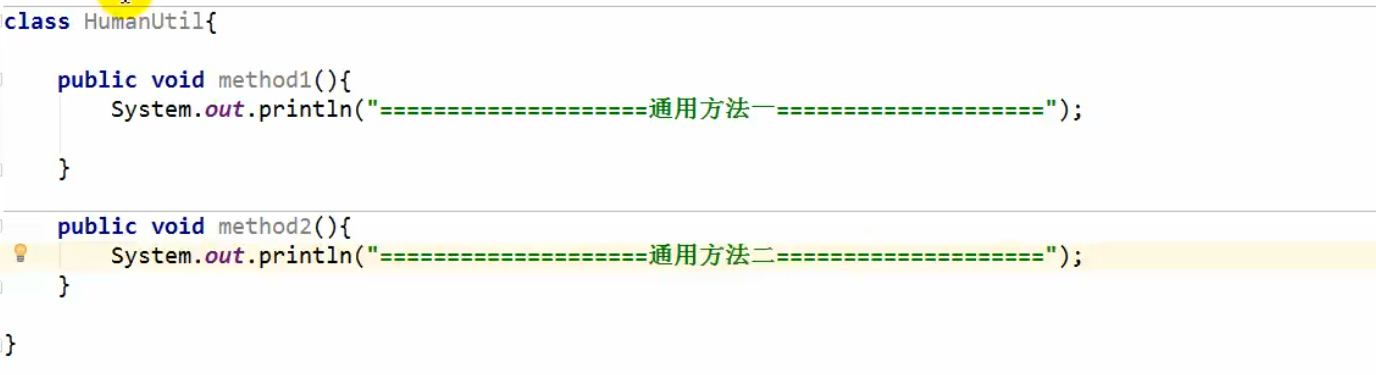 class HumanUtil{
public void method1(){
System.out.println("====================通用方法一====================");
}
public void method2(){
System.out.println("====================通用方法二====================");
}
}